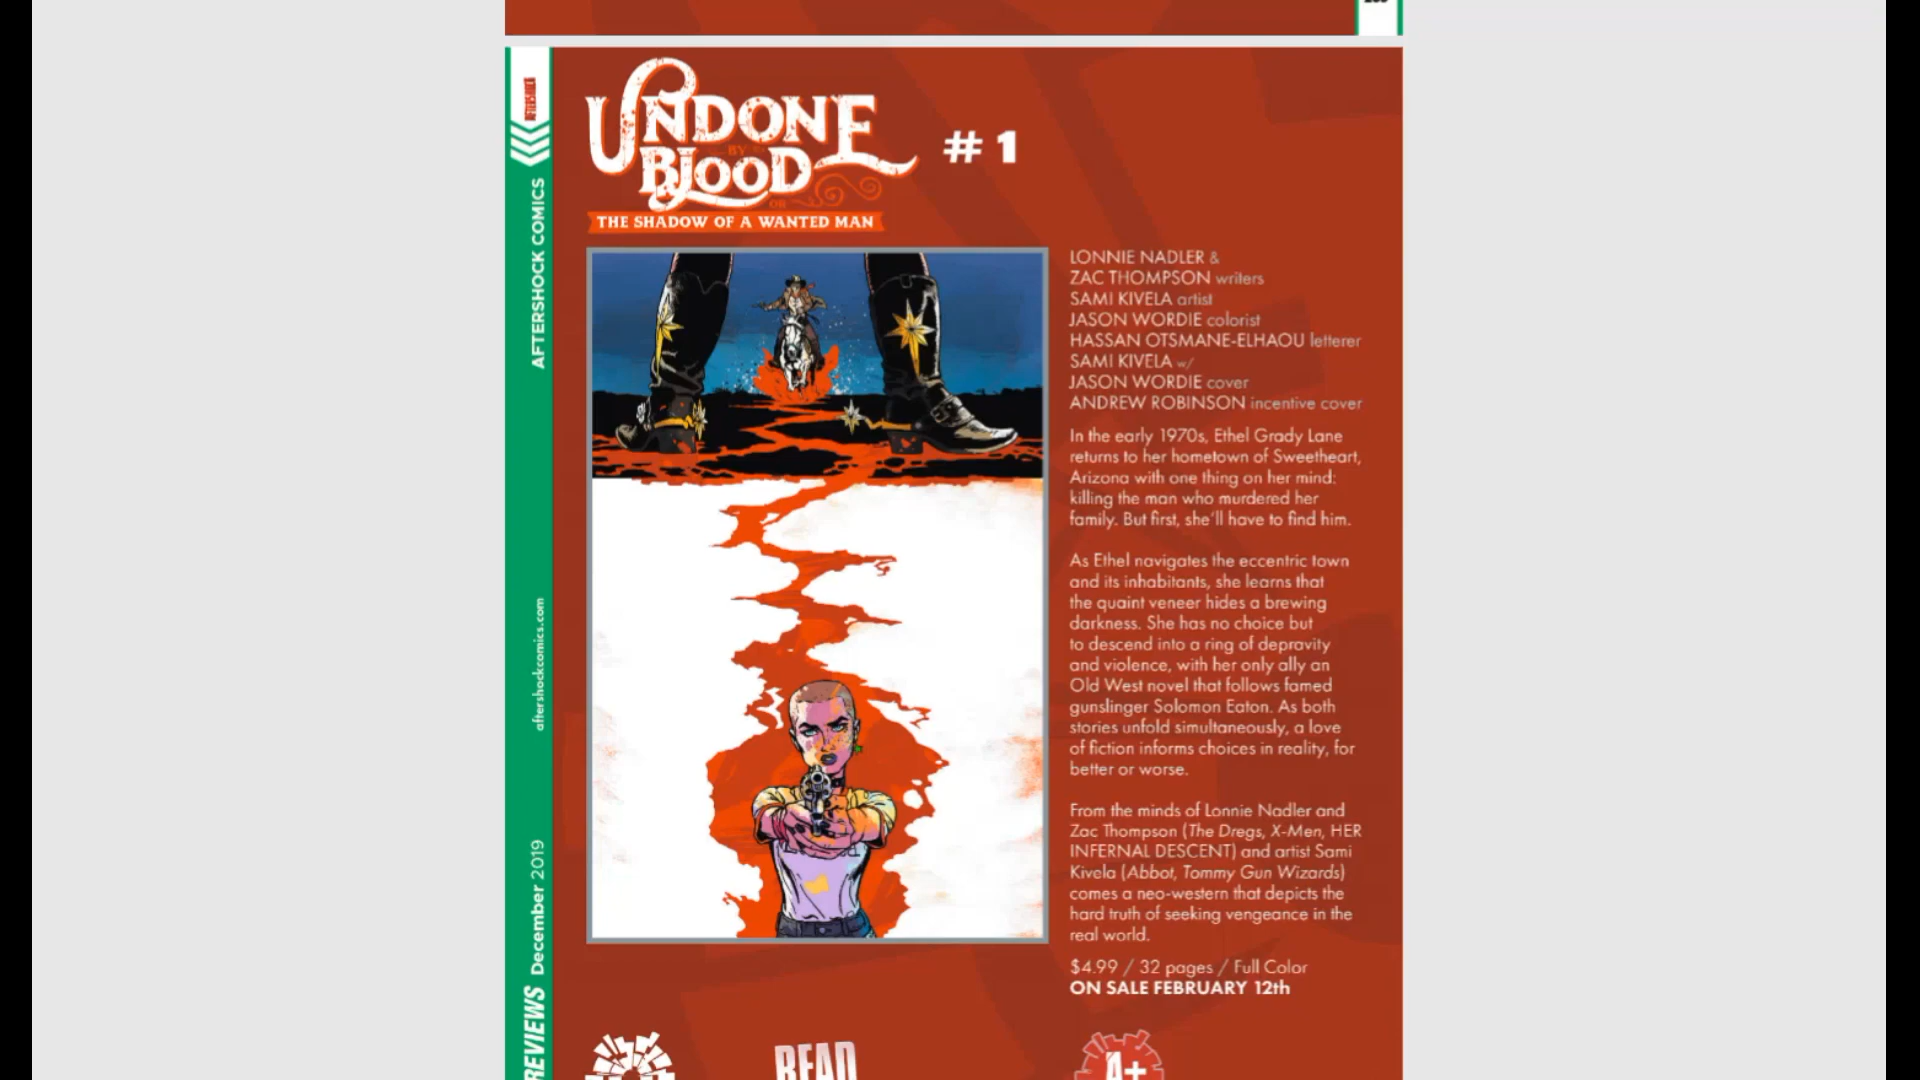 AFTERSHOCK
AFTERSHOCK COMICS
aftershockcomics.com
December 2019
UNDONE
BY
BLOOD
OR
THE SHADOW OF A WANTED MAN
#1
LONNIE NADLER &
ZAC THOMPSON writers
SAMI KIVELA artist
JASON WORDIE colorist
HASSAN OTSMANE-ELHAOU letterer
SAMI KIVELA w/
JASON WORDIE cover
ANDREW ROBINSON incentive cover
In the early 1970s, Ethel Grady Lane
returns to her hometown of Sweetheart,
Arizona with one thing on her mind:
killing the man who murdered her
family. But first, she'll have to find him.
As Ethel navigates the eccentric town
and its inhabitants, she learns that
the quaint veneer hides a brewing
darkness. She has no choice but
to descend into a ring of depravity
and violence, with her only ally an
Old West novel that follows famed
gunslinger Solomon Eaton. As both
stories unfold simultaneously, a love
of fiction informs choices in reality, for
better or worse.
From the minds of Lonnie Nadler and
Zac Thompson (The Dregs, X-Men, HER
INFERNAL DESCENT) and artist Sami
Kivela (Abbot, Tommy Gun Wizards)
comes a neo-western that depicts the
hard truth of seeking vengeance in the
real world.
$4.99 / 32 pages / Full Color
ON SALE FEBRUARY 12th
READ
A+